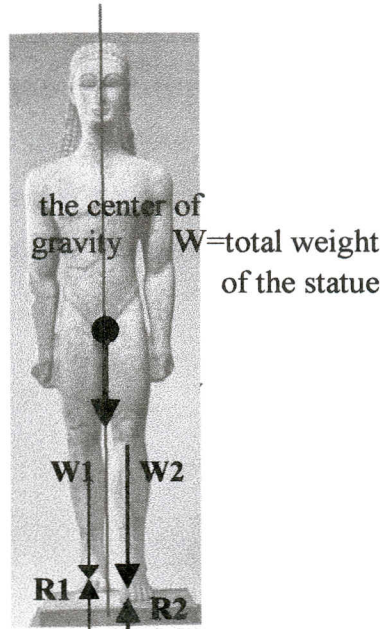 the center of
gravity W=total weight
of the statue
W1 W2
R1
R2